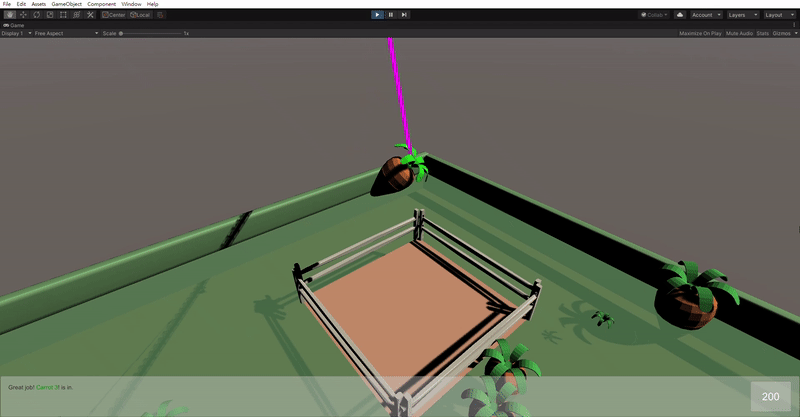 File Edit Assets GameObject Component Window Help
Center Local Collab Account Layers Layout
Game
Display 1 Free Aspect Scale 1x Maximize On Play Mute Audio Stats Gizmos
Great job! Carrot 3! is in.
200